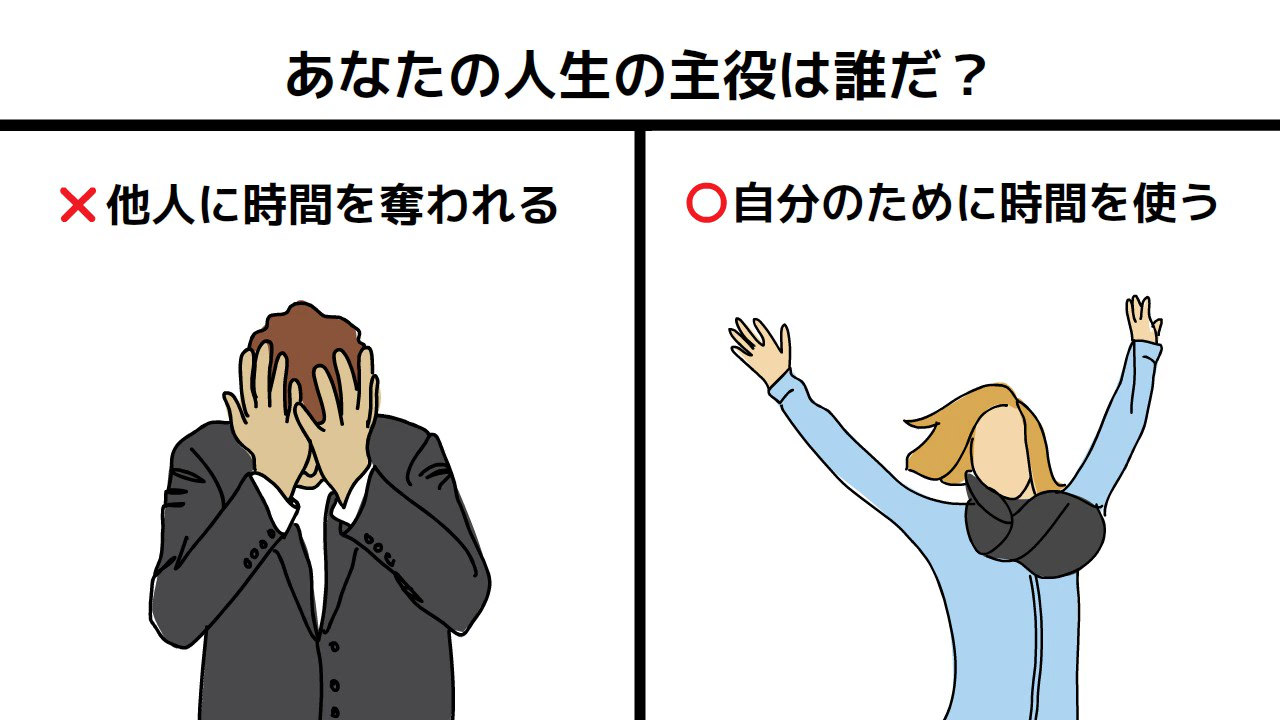 あなたの人生の主役は誰だ？
❌他人に時間を奪われる
⭕自分のために時間を使う